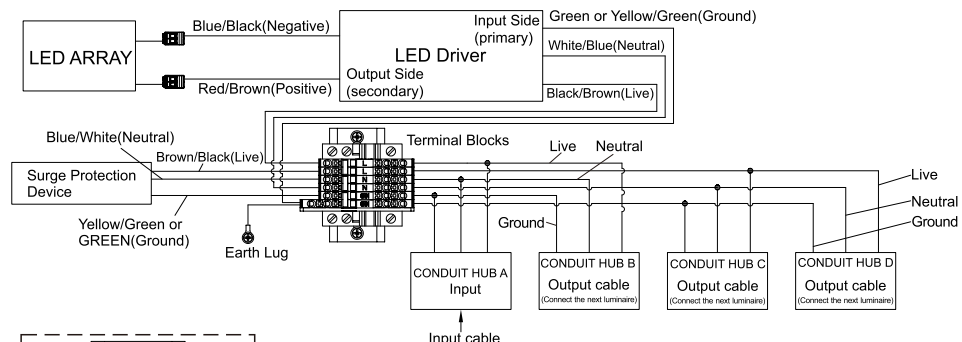 Blue/Black(Negative)
LED ARRAY
Red/Brown(Positive)
Input Side
(primary)
LED Driver
Output Side
(secondary)
Green or Yellow/Green(Ground)
White/Blue(Neutral)
Black/Brown(Live)
Blue/White(Neutral)
Brown/Black(Live)
Surge Protection
Device
Yellow/Green or
GREEN(Ground)
Earth Lug
Terminal Blocks
L
L
N
N
Live
Neutral
Ground
Live
Neutral
Ground
CONDUIT HUB A
Input
Input cable
CONDUIT HUB B
Output cable
(Connect the next luminaire)
CONDUIT HUB C
Output cable
(Connect the next luminaire)
CONDUIT HUB D
Output cable
(Connect the next luminaire)